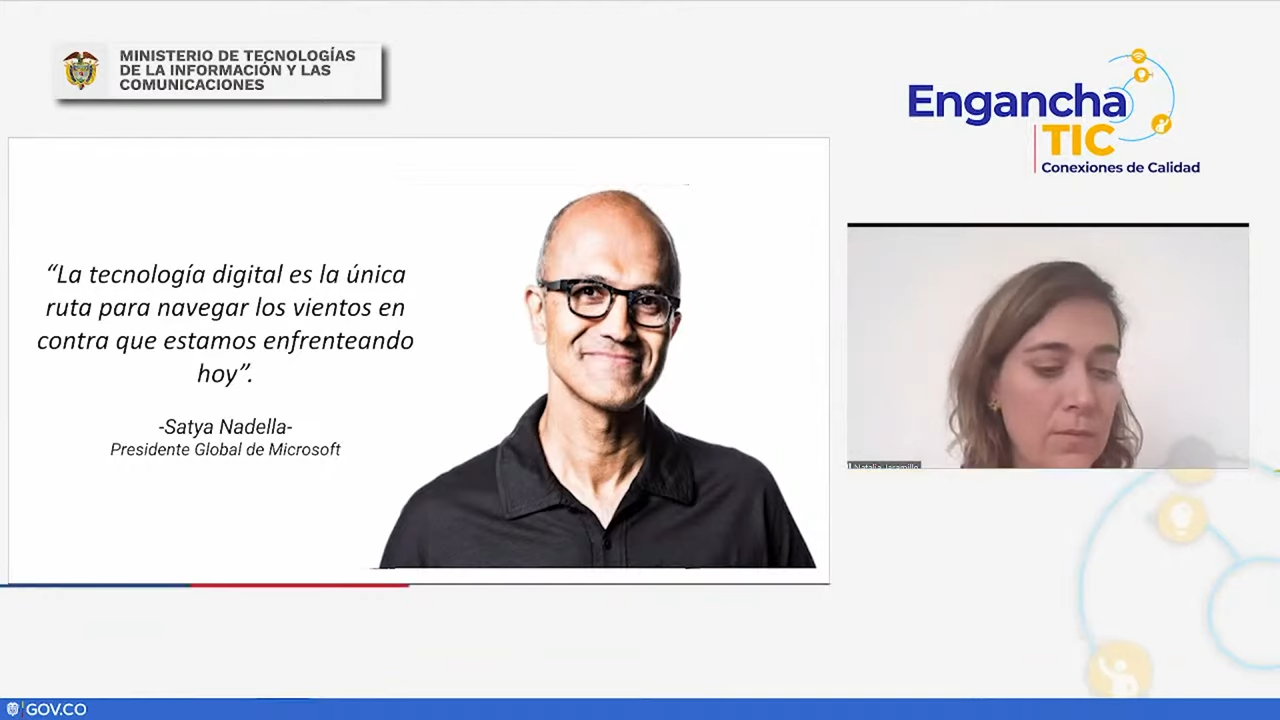 MINISTERIO DE TECNOLOGÍAS
DE LA INFORMACIÓN Y LAS
COMUNICACIONES
Engancha
TIC
Conexiones de Calidad
“La tecnología digital es la única
ruta para navegar los vientos en
contra que estamos enfrenteando
hoy”.
-Satya Nadella-
Presidente Global de Microsoft
Natalia Jaramillo
GOV.CO